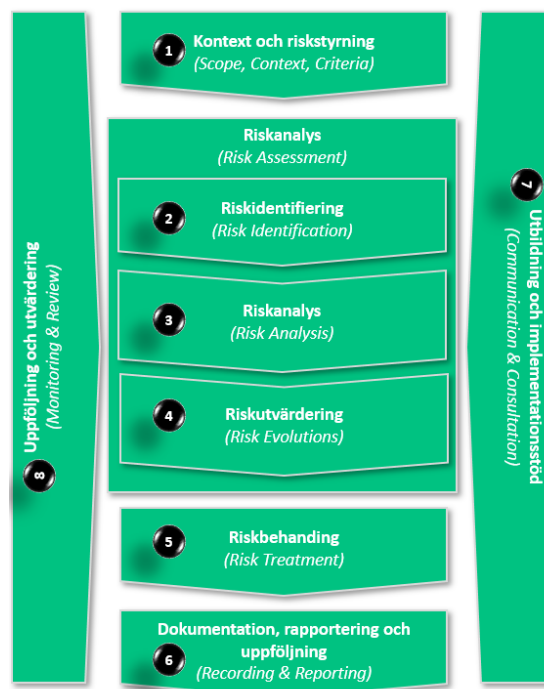 1
Kontext och riskstyrning
(Scope, Context, Criteria)
Riskanalys
(Risk Assessment)
2
Riskidentifiering
(Risk Identification)
3
Riskanalys
(Risk Analysis)
4
Riskutvärdering
(Risk Evolutions)
5
Riskbehanding
(Risk Treatment)
Dokumentation, rapportering och
uppföljning
6
(Recording & Reporting)
7
Utbildning och implementationsstöd
(Communication & Consultation)
8
Uppföljning och utvärdering
(Monitoring & Review)